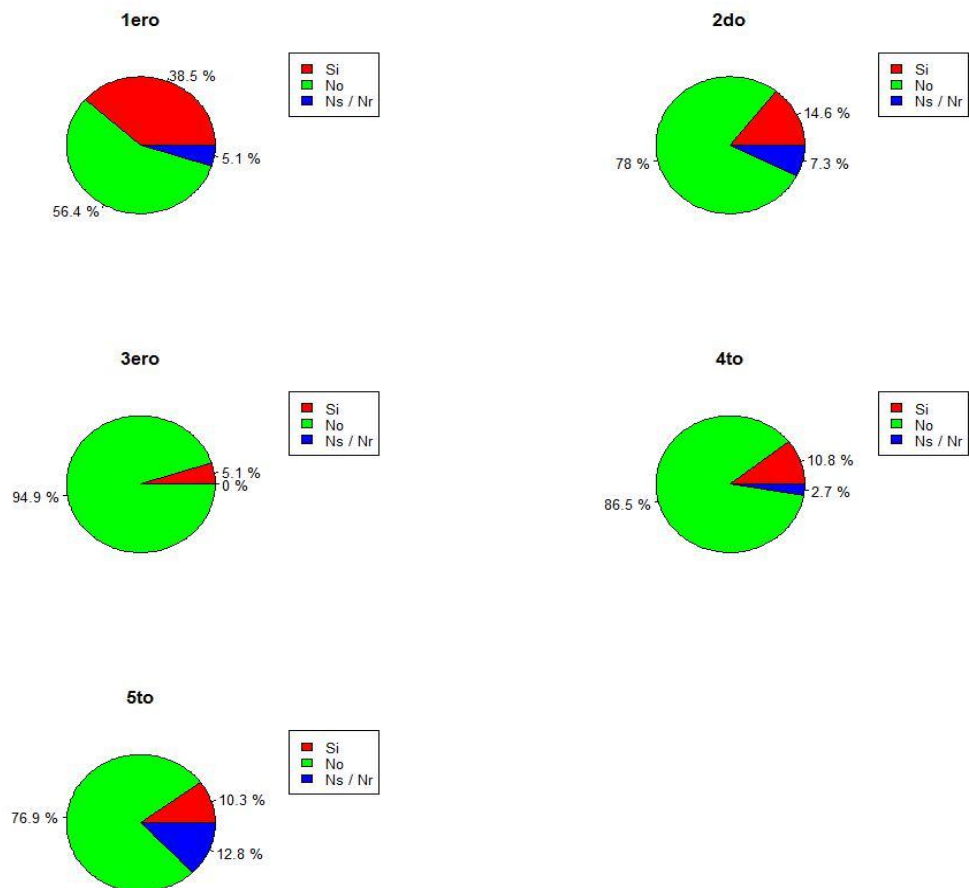 1ero
Si
No
Ns / Nr
38.5 %
5.1 %
56.4 %
2do
Si
No
Ns / Nr
14.6 %
78 %
7.3 %
3ero
Si
No
Ns / Nr
5.1 %
0 %
94.9 %
4to
Si
No
Ns / Nr
10.8 %
2.7 %
86.5 %
5to
Si
No
Ns / Nr
10.3 %
76.9 %
12.8 %